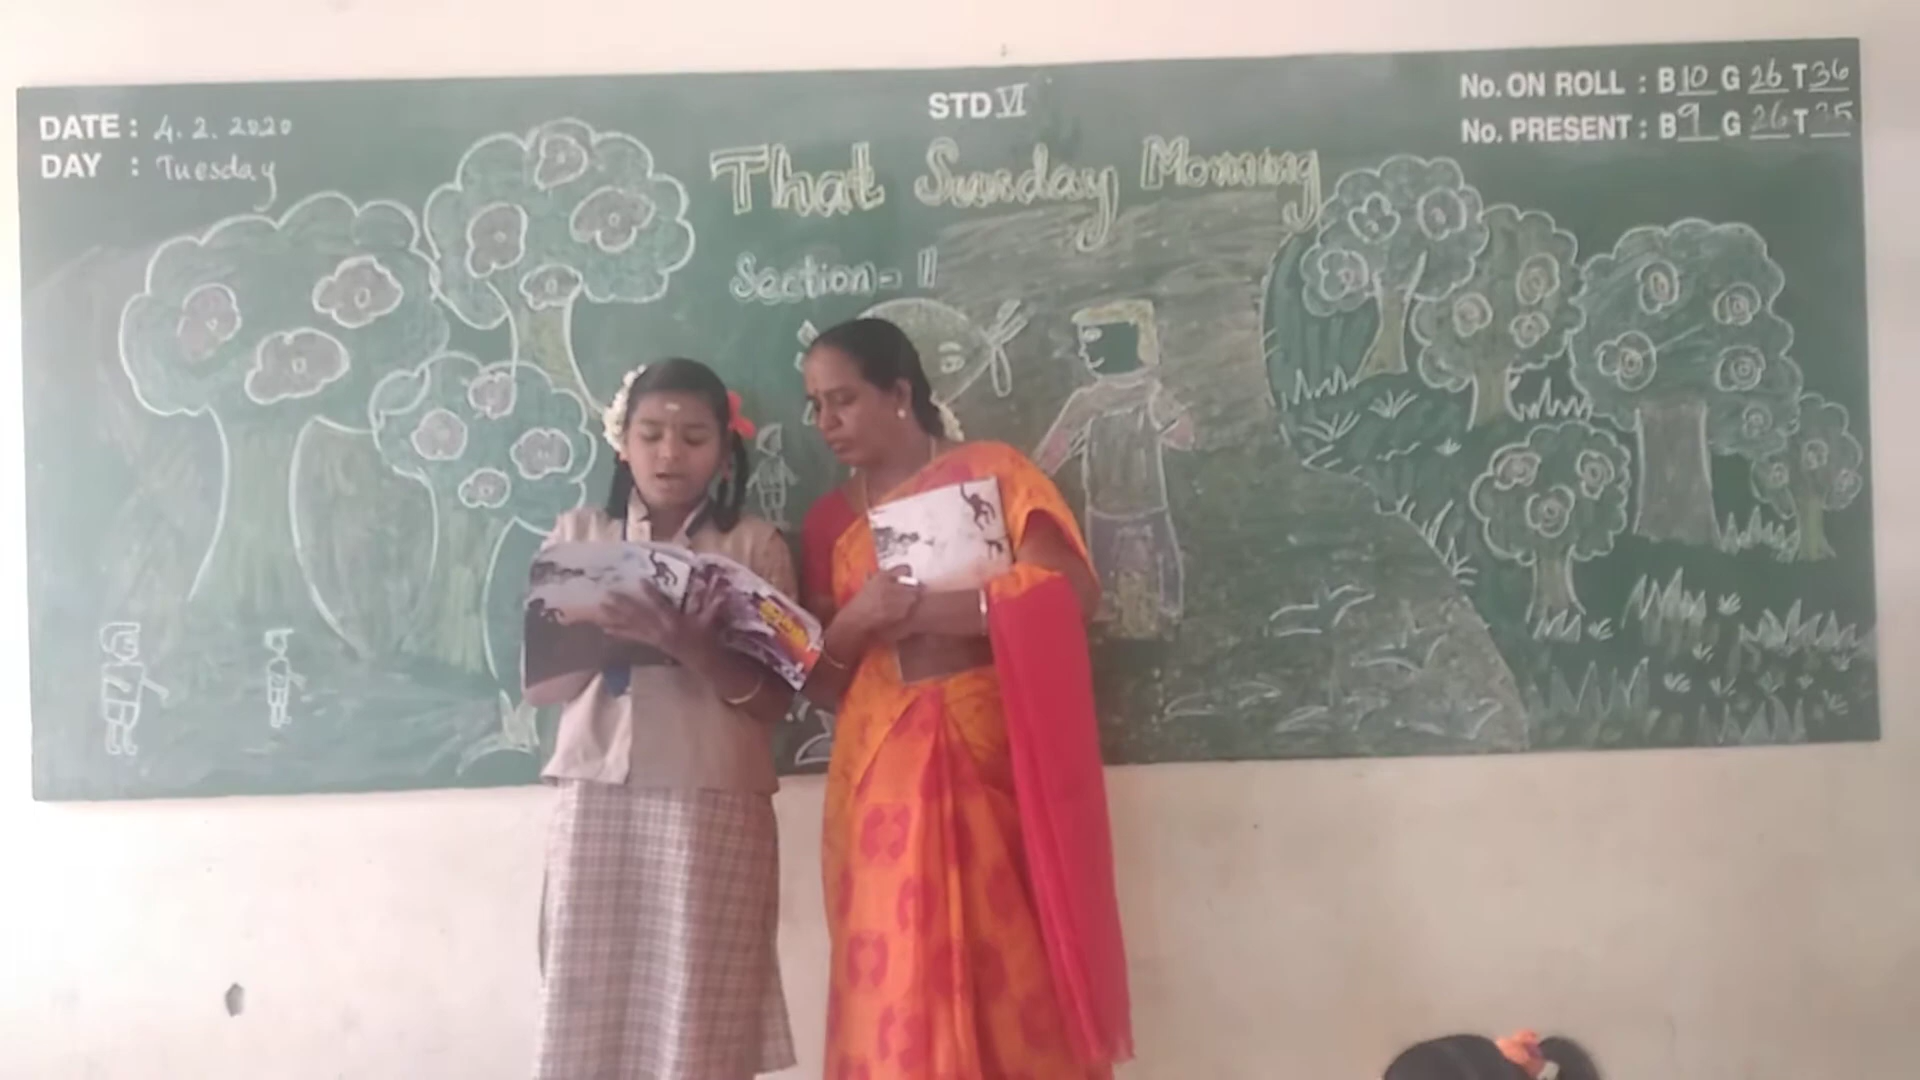 DATE : 4.2.2020
DAY : Tuesday
STD VI
No. ON ROLL : B 10 G 26 T 36
No. PRESENT : B 9 G 26 T 35
That Sunday Morning
Section - II